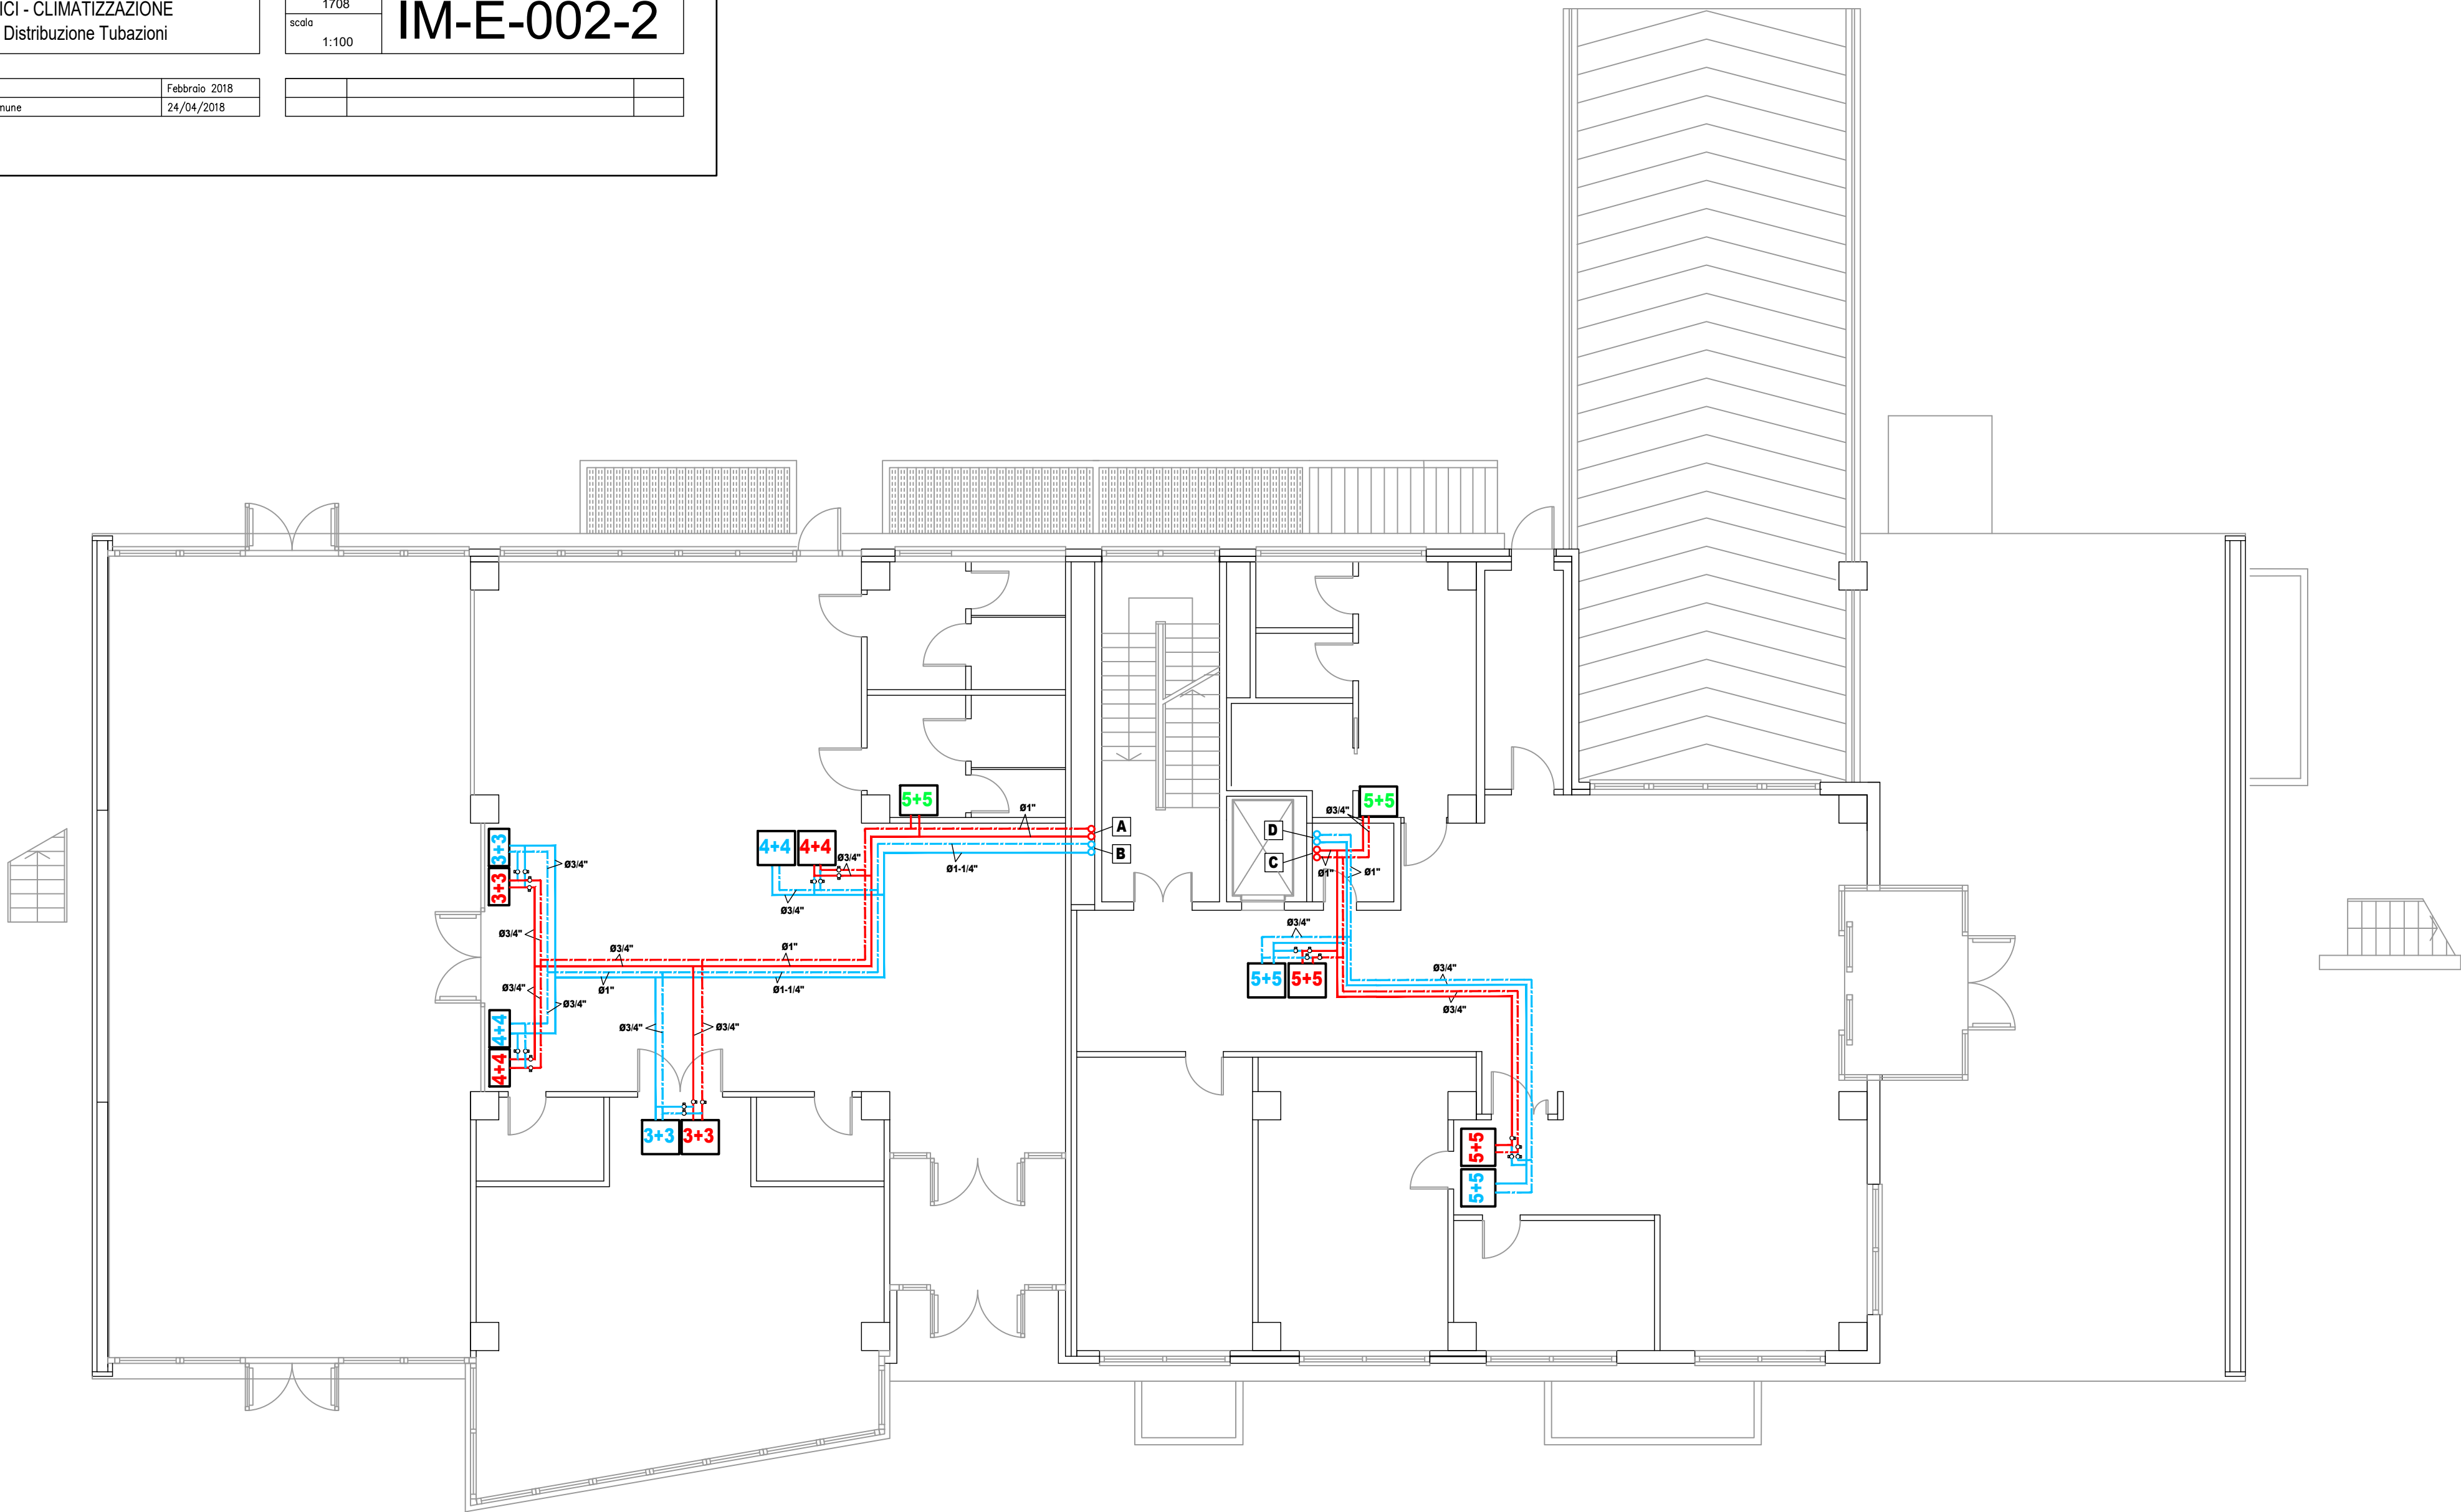 1708
ICI - CLIMATIZZAZIONE
scala
IM-E-002-2
Distribuzione Tubazioni
1:100
Febbraio 2018
24/04/2018
5+5
5+5
Ø1"
Ø3/4"
A
D
3+3
4+4
4+4
B
C
Ø3/4"
Ø3/4"
Ø1-1/4"
Ø1"
Ø1"
3+3
Ø3/4"
Ø3/4"
Ø3/4"
Ø3/4"
Ø1"
5+5
5+5
Ø3/4"
Ø3/4"
Ø1"
Ø1-1/4"
Ø3/4"
Ø3/4"
4+4
Ø3/4"
Ø3/4"
4+4
3+3
3+3
5+5
5+5